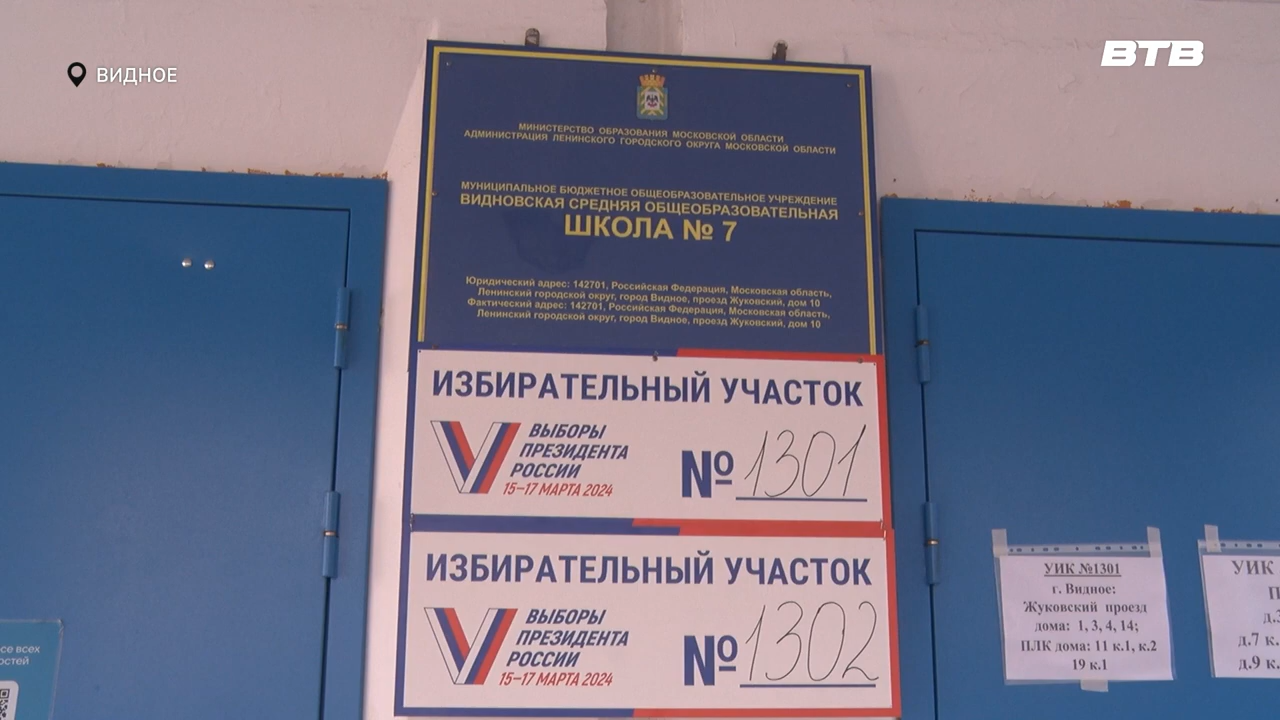 ВИДНОЕ
ВТВ
МИНИСТЕРСТВО ОБРАЗОВАНИЯ МОСКОВСКОЙ ОБЛАСТИ
АДМИНИСТРАЦИЯ ЛЕНИНСКОГО ГОРОДСКОГО ОКРУГА МОСКОВСКОЙ ОБЛАСТИ
МУНИЦИПАЛЬНОЕ БЮДЖЕТНОЕ ОБЩЕОБРАЗОВАТЕЛЬНОЕ УЧРЕЖДЕНИЕ
ВИДНОВСКАЯ СРЕДНЯЯ ОБЩЕОБРАЗОВАТЕЛЬНАЯ
ШКОЛА № 7
Юридический адрес: 142701, Российская Федерация, Московская область,
Ленинский городской округ, город Видное, проезд Жуковский, дом 10
Фактический адрес: 142701, Российская Федерация, Московская область,
Ленинский городской округ, город Видное, проезд Жуковский, дом 10
ИЗБИРАТЕЛЬНЫЙ УЧАСТОК
ВЫБОРЫ
ПРЕЗИДЕНТА
РОССИИ
15–17 МАРТА 2024
№ 1301
ИЗБИРАТЕЛЬНЫЙ УЧАСТОК
ВЫБОРЫ
ПРЕЗИДЕНТА
РОССИИ
15–17 МАРТА 2024
№ 1302
УИК №1301
г. Видное:
Жуковский проезд
дома: 1, 3, 4, 14;
ПЛК дома: 11 к.1, к.2
19 к.1
УИК
д.7 к.
д.9 к.
всех